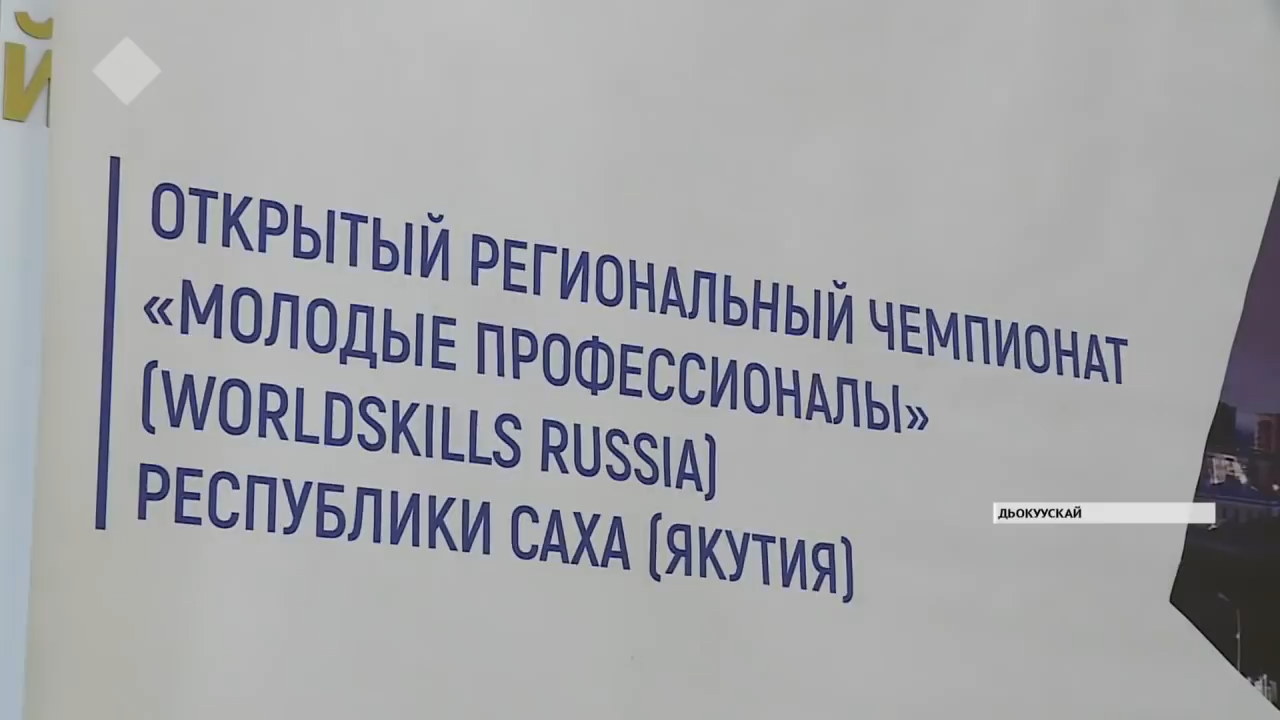 Й
ОТКРЫТЫЙ РЕГИОНАЛЬНЫЙ ЧЕМПИОНАТ
«МОЛОДЫЕ ПРОФЕССИОНАЛЫ»
(WORLDSKILLS RUSSIA)
РЕСПУБЛИКИ САХА (ЯКУТИЯ)
ДЬОКУУСКАЙ